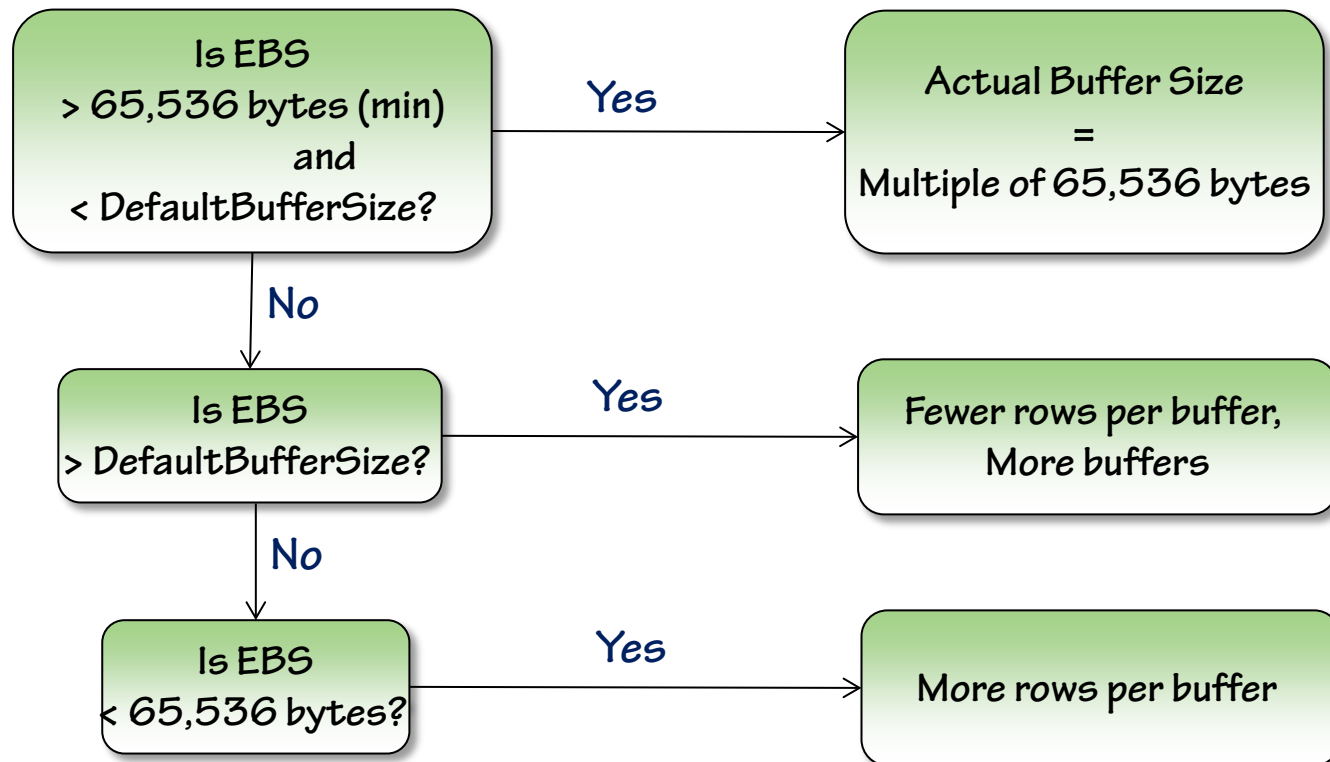 Is EBS
> 65,536 bytes (min)
and
< DefaultBufferSize?
Yes
Actual Buffer Size
=
Multiple of 65,536 bytes
No
Is EBS
> DefaultBufferSize?
Yes
Fewer rows per buffer,
More buffers
No
Is EBS
< 65,536 bytes?
Yes
More rows per buffer